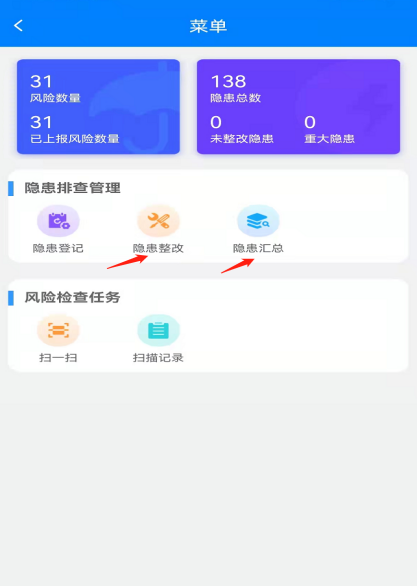 菜单
31
风险数量
31
已上报风险数量
138
隐患总数
0
未整改隐患
0
重大隐患
隐患排查管理
隐患登记
隐患整改
隐患汇总
风险检查任务
扫一扫
扫描记录